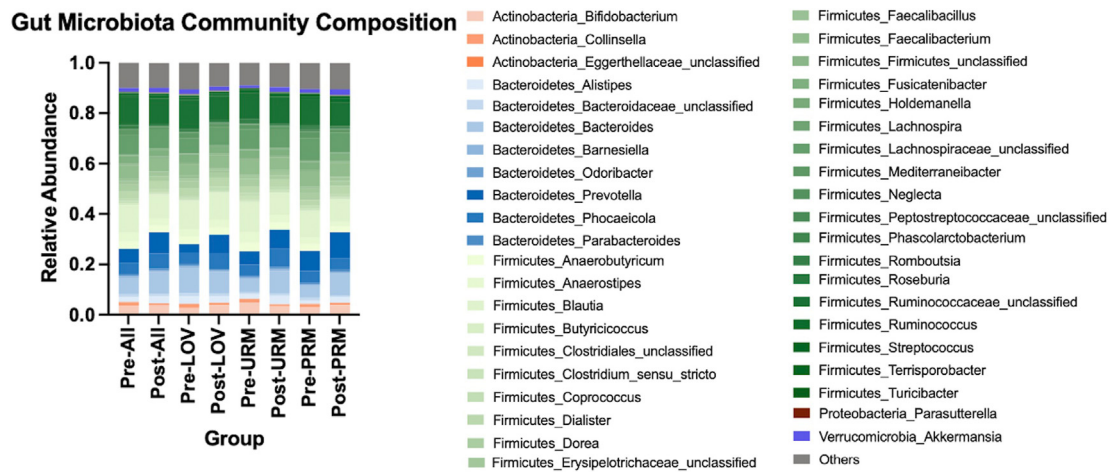 Gut Microbiota Community Composition
Relative Abundance
1.0
0.8
0.6
0.4
0.2
0.0
Pre-All
Post-All
Pre-LOV
Post-LOV
Pre-URM
Post-URM
Pre-PRM
Post-PRM
Group
Actinobacteria_Bifidobacterium
Actinobacteria_Collinsella
Actinobacteria_Eggerthellaceae_unclassified
Bacteroidetes_Alistipes
Bacteroidetes_Bacteroidaceae_unclassified
Bacteroidetes_Bacteroides
Bacteroidetes_Barnesiella
Bacteroidetes_Odoribacter
Bacteroidetes_Prevotella
Bacteroidetes_Phocaeicola
Bacteroidetes_Parabacteroides
Firmicutes_Anaerobutyricum
Firmicutes_Anaerostipes
Firmicutes_Blautia
Firmicutes_Butyricicoccus
Firmicutes_Clostridiales_unclassified
Firmicutes_Clostridium_sensu_stricto
Firmicutes_Coprococcus
Firmicutes_Dialister
Firmicutes_Dorea
Firmicutes_Erysipelotrichaceae_unclassified
Firmicutes_Faecalibacillus
Firmicutes_Faecalibacterium
Firmicutes_Firmicutes_unclassified
Firmicutes_Fusicatenibacter
Firmicutes_Holdemanella
Firmicutes_Lachnospira
Firmicutes_Lachnospiraceae_unclassified
Firmicutes_Mediterraneibacter
Firmicutes_Neglecta
Firmicutes_Peptostreptococcaceae_unclassified
Firmicutes_Phascolarctobacterium
Firmicutes_Romboutsia
Firmicutes_Roseburia
Firmicutes_Ruminococcaceae_unclassified
Firmicutes_Ruminococcus
Firmicutes_Streptococcus
Firmicutes_Terrisporobacter
Firmicutes_Turicibacter
Proteobacteria_Parasutterella
Verrucomicrobia_Akkermansia
Others